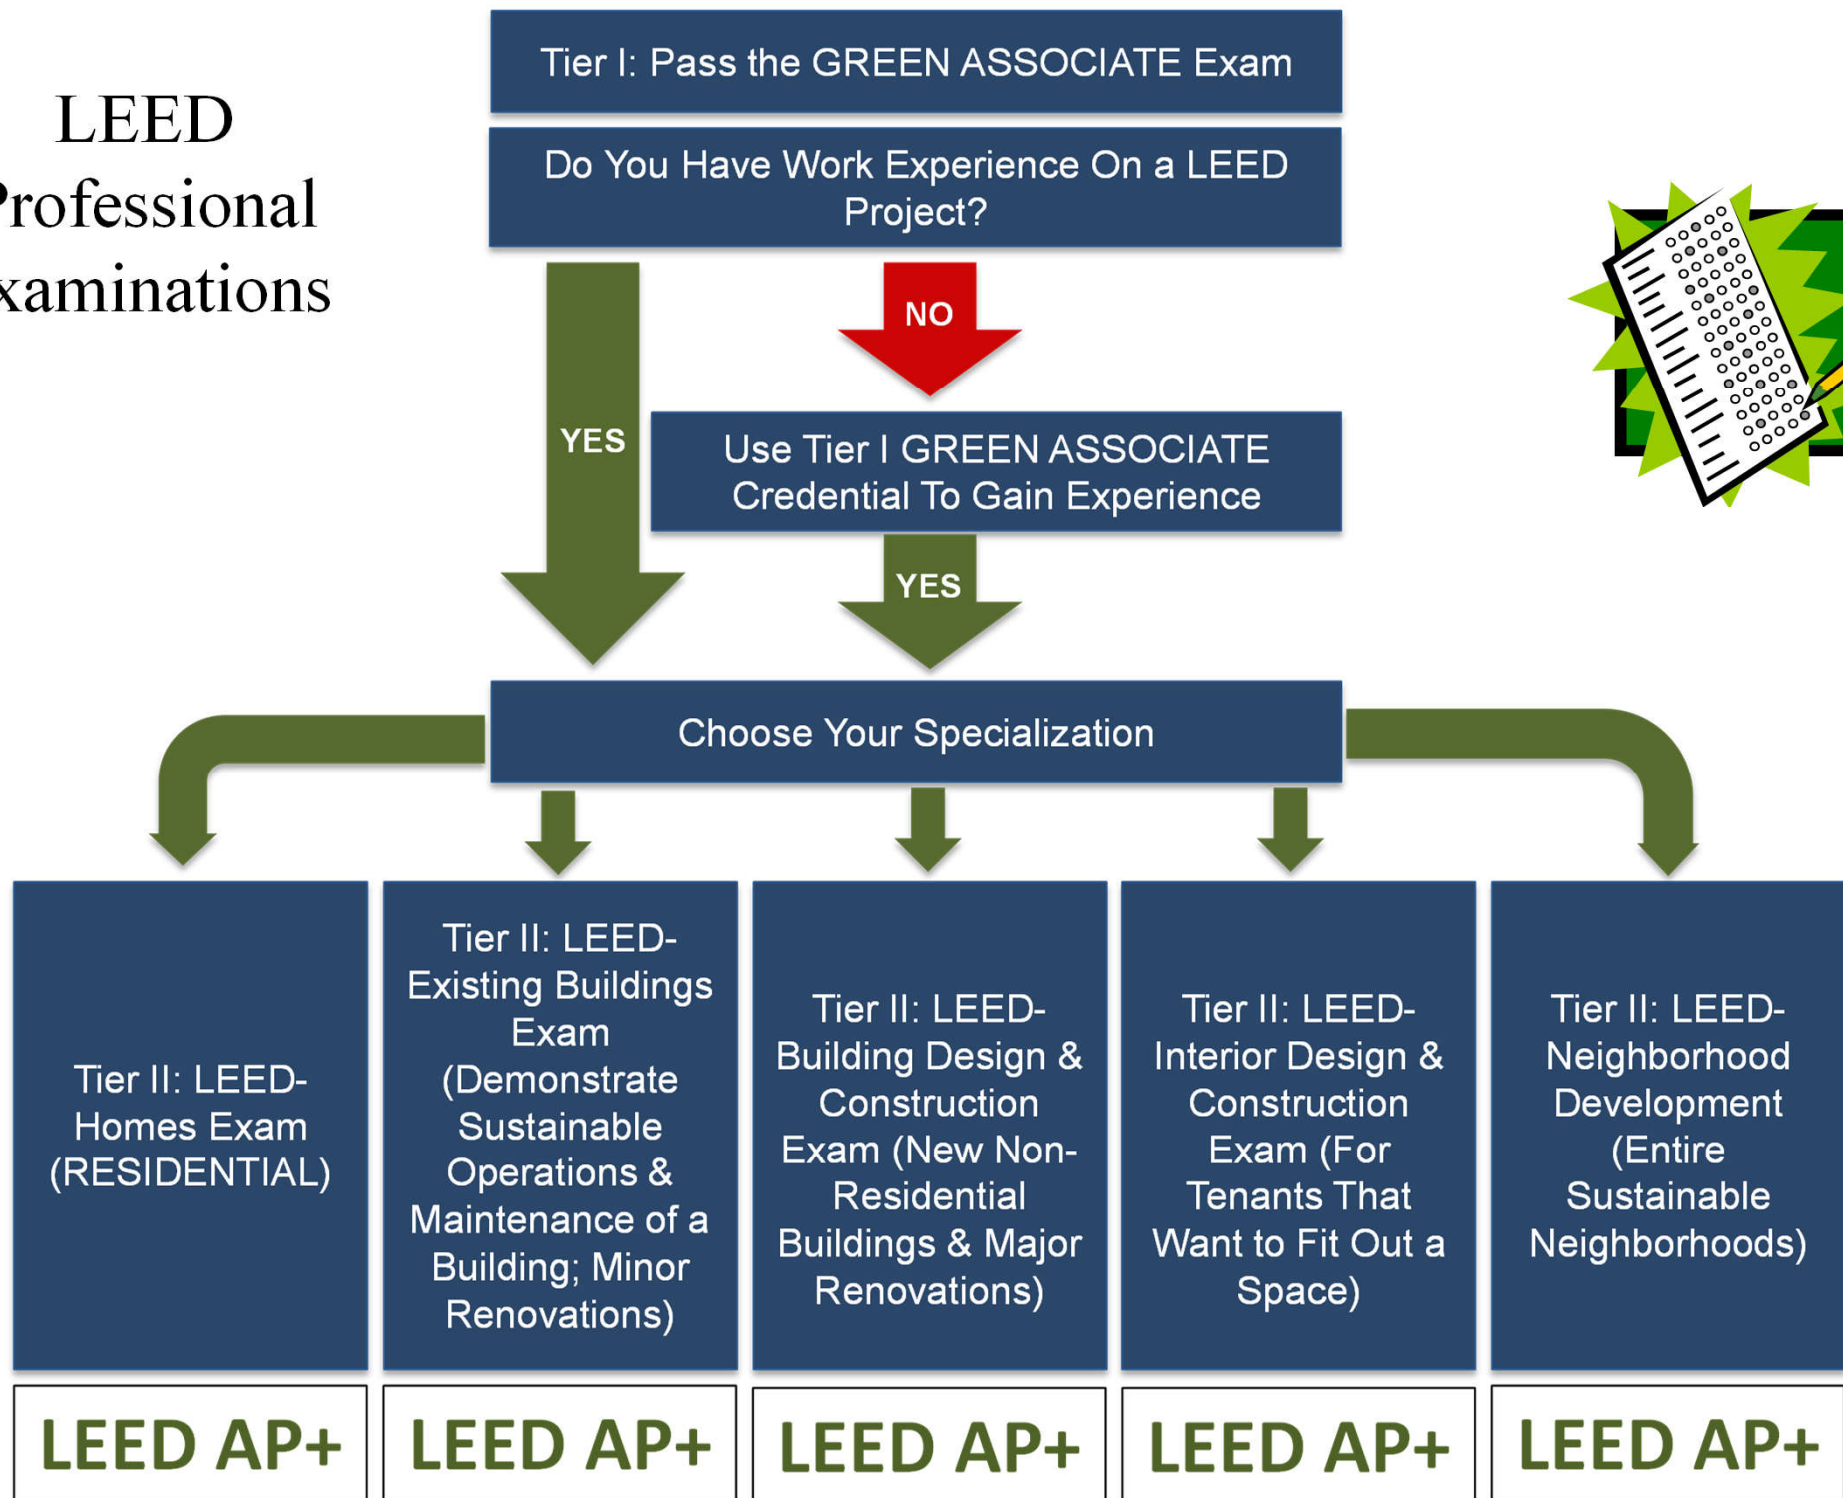 LEED
Professional
Examinations
Tier I: Pass the GREEN ASSOCIATE Exam
Do You Have Work Experience On a LEED
Project?
NO
YES
Use Tier I GREEN ASSOCIATE
Credential To Gain Experience
YES
Choose Your Specialization
Tier II: LEED-
Homes Exam
(RESIDENTIAL)
Tier II: LEED-
Existing Buildings
Exam
(Demonstrate
Sustainable
Operations &
Maintenance of a
Building; Minor
Renovations)
Tier II: LEED-
Building Design &
Construction
Exam (New Non-
Residential
Buildings & Major
Renovations)
Tier II: LEED-
Interior Design &
Construction
Exam (For
Tenants That
Want to Fit Out a
Space)
Tier II: LEED-
Neighborhood
Development
(Entire
Sustainable
Neighborhoods)
LEED AP+
LEED AP+
LEED AP+
LEED AP+
LEED AP+